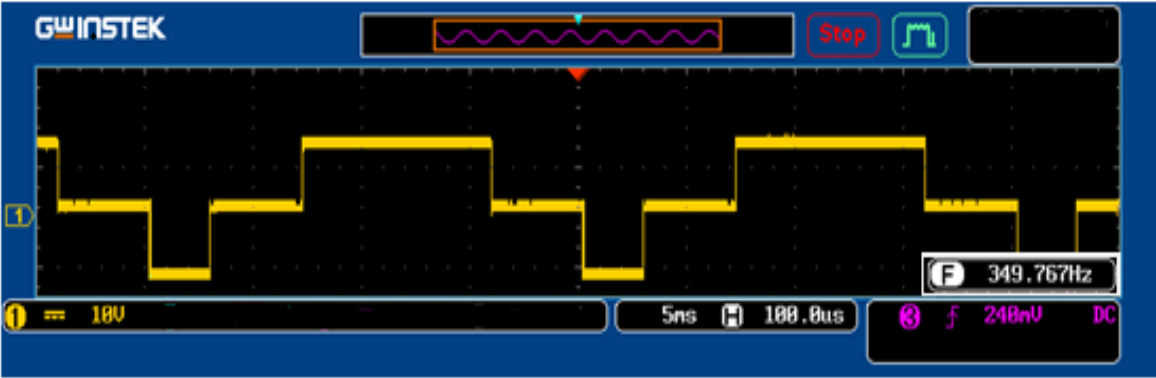 GWINSTEK
Stop
1
F 349.767Hz
1 10V
5ms H 100.0us
3 240mV DC